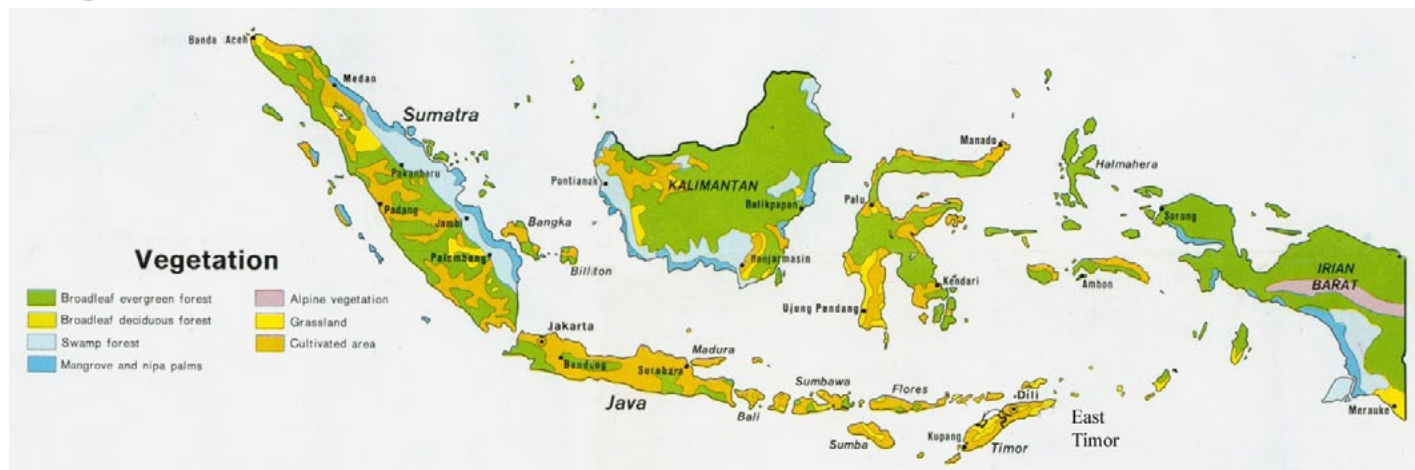 Banda Aceh
Medan
Sumatra
Pakanbaru
Padang
Jambi
Palembang
Bangka
Billiton
Pontianak
KALIMANTAN
Balikpapan
Banjarmasin
Manado
Palu
Kendari
Ujung Pandang
Halmahera
Sorong
Ambon
IRIAN
BARAT
Merauke
Vegetation
Broadleaf evergreen forest
Broadleaf deciduous forest
Swamp forest
Mangrove and nipa palms
Alpine vegetation
Grassland
Cultivated area
Jakarta
Bandung
Surabara
Madura
Java
Bali
Sumbawa
Flores
Sumba
Dili
Kupang
Timor
East
Timor